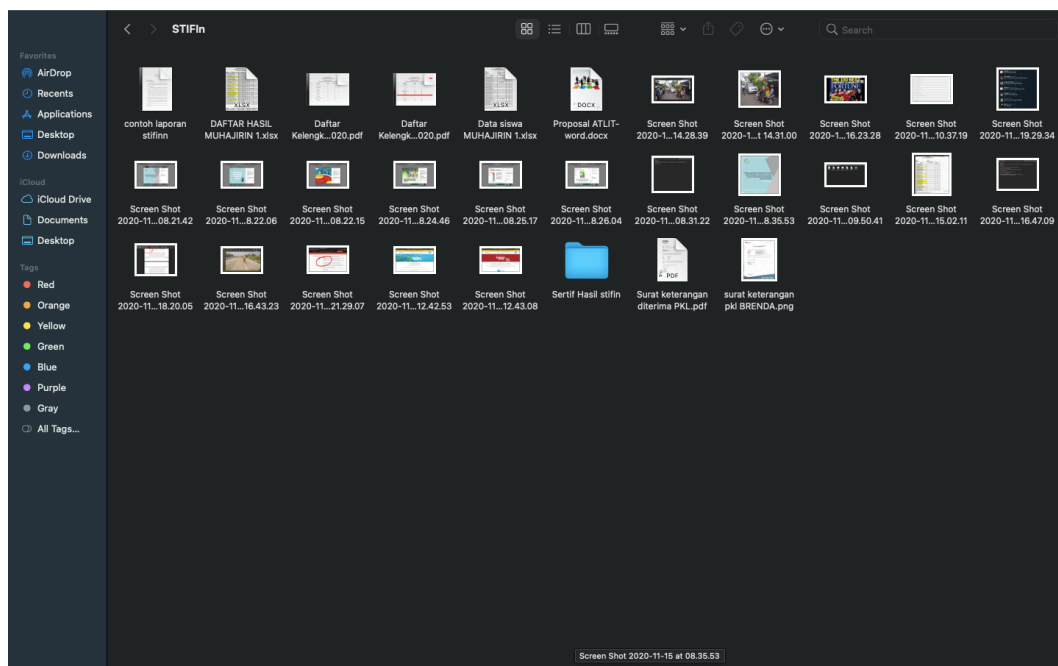 STIFIn
Search
Favorites
AirDrop
Recents
Applications
Desktop
Downloads
iCloud
iCloud Drive
Documents
Desktop
Tags
Red
Orange
Yellow
Green
Blue
Purple
Gray
All Tags...
XLSX
XLSX
DOCX
contoh laporan
stifinn
DAFTAR HASIL
MUHAJIRIN 1.xlsx
Daftar
Kelengk...020.pdf
Daftar
Kelengk...020.pdf
Data siswa
MUHAJIRIN 1.xlsx
Proposal ATLIT-
word.docx
Screen Shot
2020-1...14.28.39
Screen Shot
2020-1...t 14.31.00
Screen Shot
2020-1...16.23.28
Screen Shot
2020-11...10.37.19
Screen Shot
2020-11...19.29.34
Screen Shot
2020-11...08.21.42
Screen Shot
2020-11...8.22.06
Screen Shot
2020-11...08.22.15
Screen Shot
2020-11...8.24.46
Screen Shot
2020-11...08.25.17
Screen Shot
2020-11...8.26.04
Screen Shot
2020-11...08.31.22
Screen Shot
2020-11...8.35.53
Screen Shot
2020-11...09.50.41
Screen Shot
2020-11...15.02.11
Screen Shot
2020-11...16.47.09
Screen Shot
2020-11...18.20.05
Screen Shot
2020-11...16.43.23
Screen Shot
2020-11...21.29.07
Screen Shot
2020-11...12.42.53
Screen Shot
2020-11...12.43.08
Sertif Hasil stifin
PDF
Surat keterangan
diterima PKL.pdf
surat keterangan
pkl BRENDA.png
Screen Shot 2020-11-15 at 08.35.53